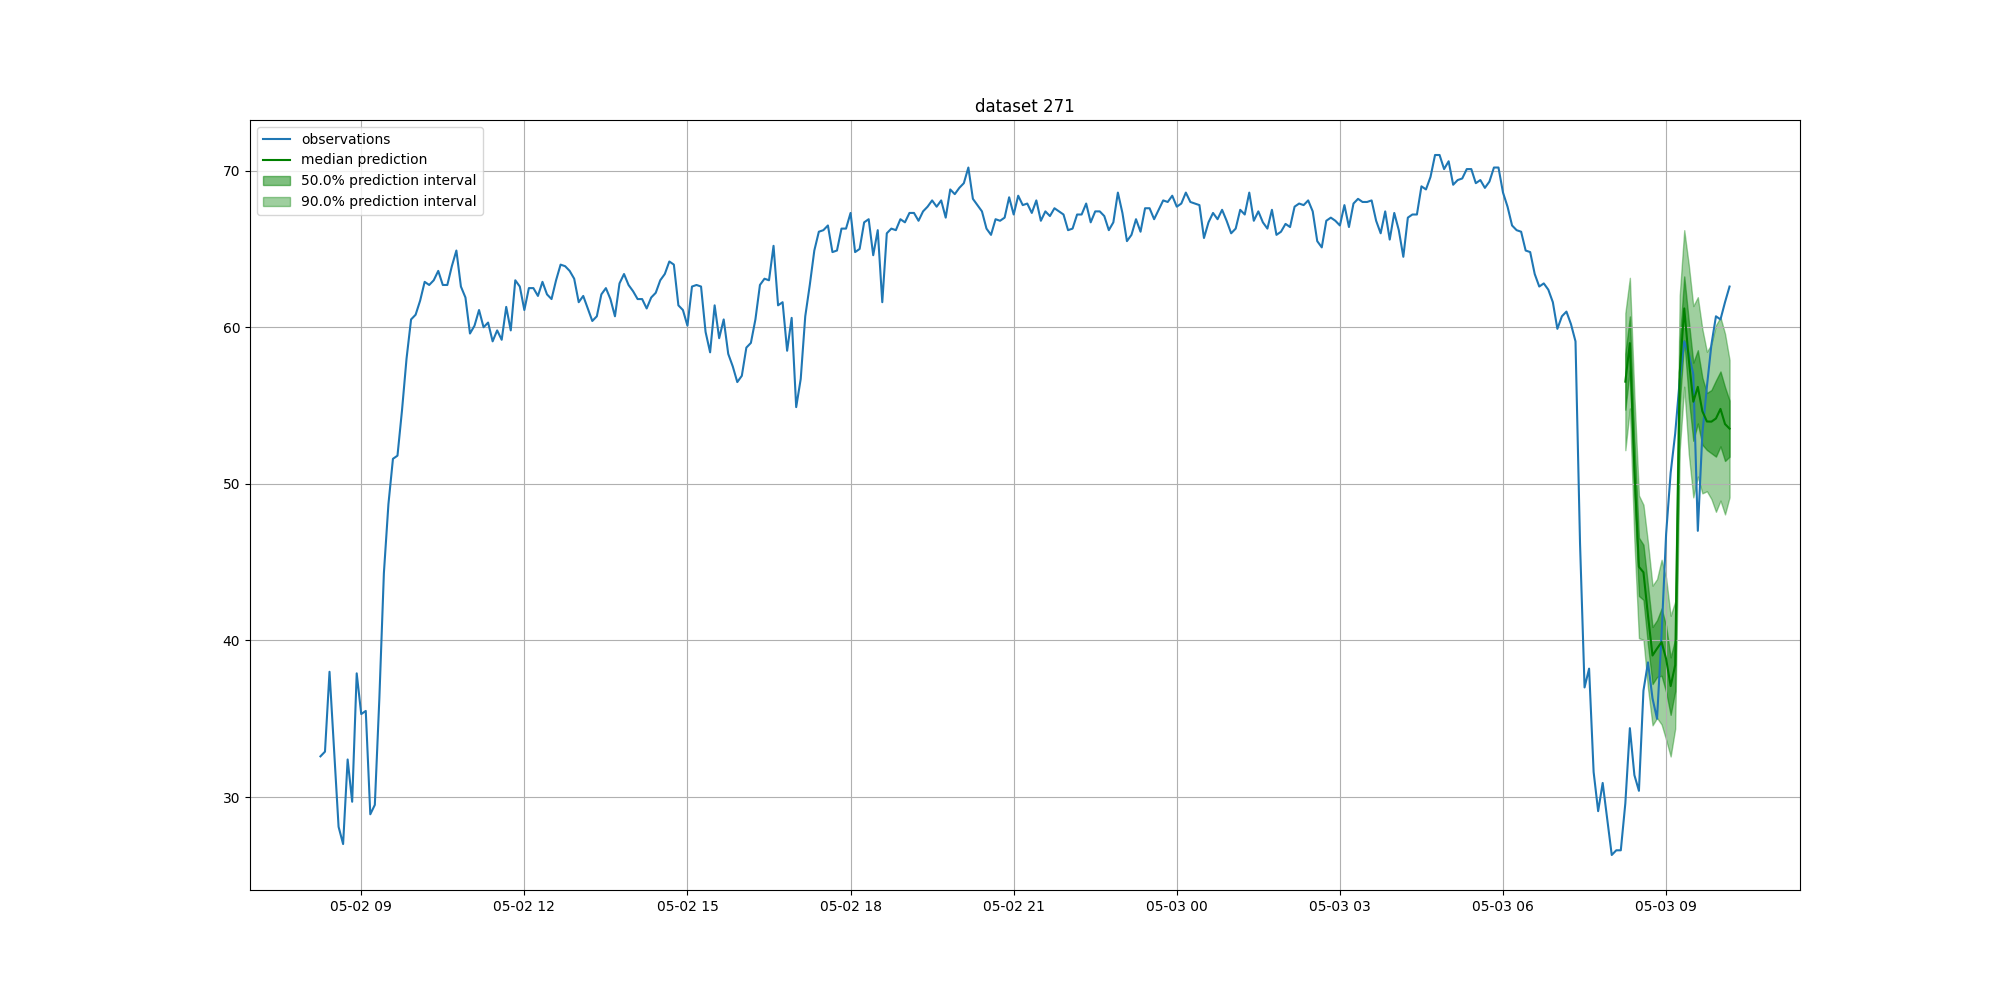 dataset 271
observations
median prediction
50.0% prediction interval
90.0% prediction interval
70
60
50
40
30
05-02 09 05-02 12 05-02 15 05-02 18 05-02 21 05-03 00 05-03 03 05-03 06 05-03 09